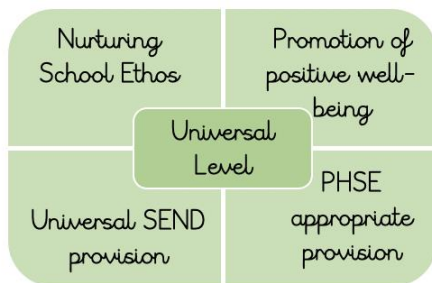 Nurturing
School Ethos
Promotion of
positive well-
being
Universal
Level
Universal SEND
provision
PHSE
appropriate
provision